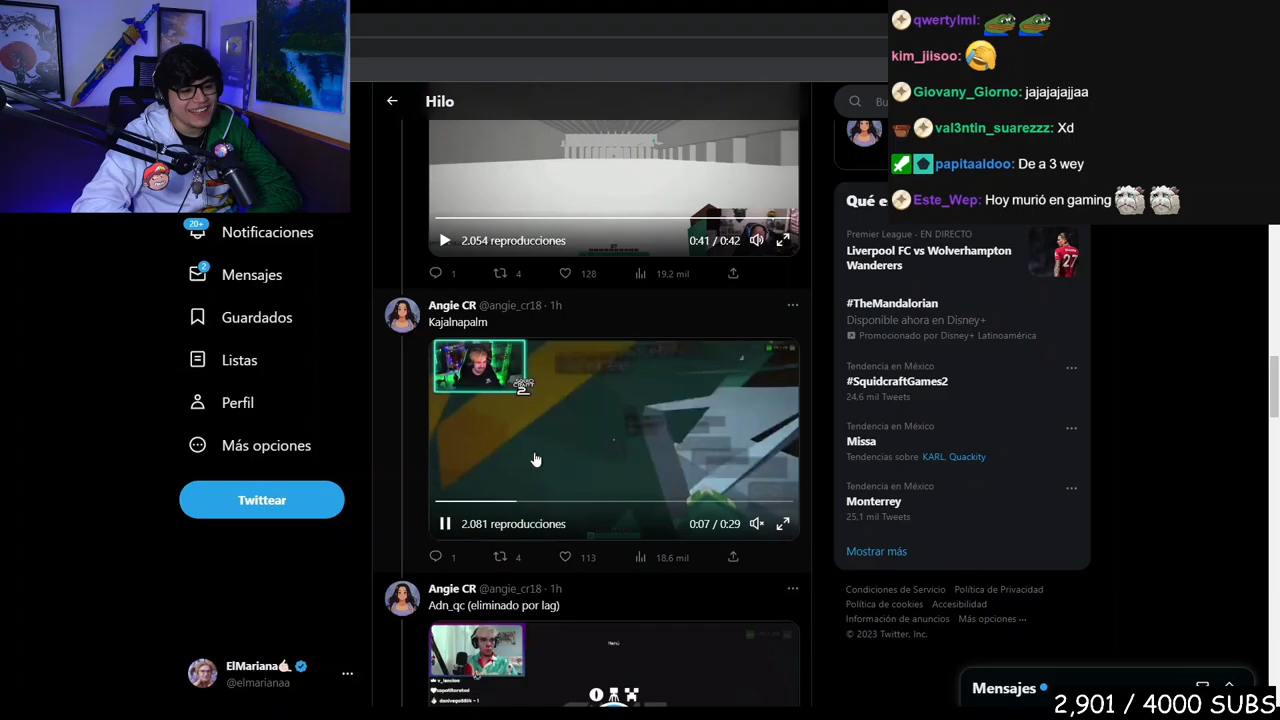 qwertylml:
kim_jiisoo:
Giovany_Giorno: jajajajajjaa
val3ntin_suarezzz: Xd
papitaaldoo: De a 3 wey
Este_Wep: Hoy murió en gaming
Hilo
Bu
2.054 reproducciones
0:41 / 0:42
1
4
128
19,2 mil
20+
Notificaciones
2
Mensajes
Guardados
Listas
Perfil
Más opciones
Twittear
ElMariana
@elmarianaa
Angie CR @angie_cr18 · 1h
Kajalnapalm
2.081 reproducciones
0:07 / 0:29
1
4
113
18,6 mil
Angie CR @angie_cr18 · 1h
Adn_qc (eliminado por lag)
Qué e
Premier League - EN DIRECTO
Liverpool FC vs Wolverhampton
Wanderers
#TheMandalorian
Disponible ahora en Disney+
Promocionado por Disney+ Latinoamérica
Tendencia en México
#SquidcraftGames2
24,6 mil Tweets
Tendencia en México
Missa
Tendencias sobre KARL, Quackity
Tendencia en México
Monterrey
25,1 mil Tweets
Mostrar más
Condiciones de Servicio Política de Privacidad
Política de cookies Accesibilidad
Información de anuncios Más opciones ···
© 2023 Twitter, Inc.
Mensajes
2,901 / 4000 SUBS